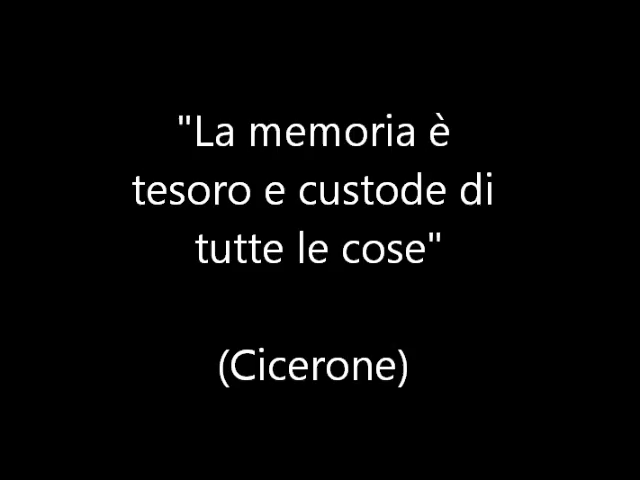 "La memoria è
tesoro e custode di
tutte le cose"
(Cicerone)